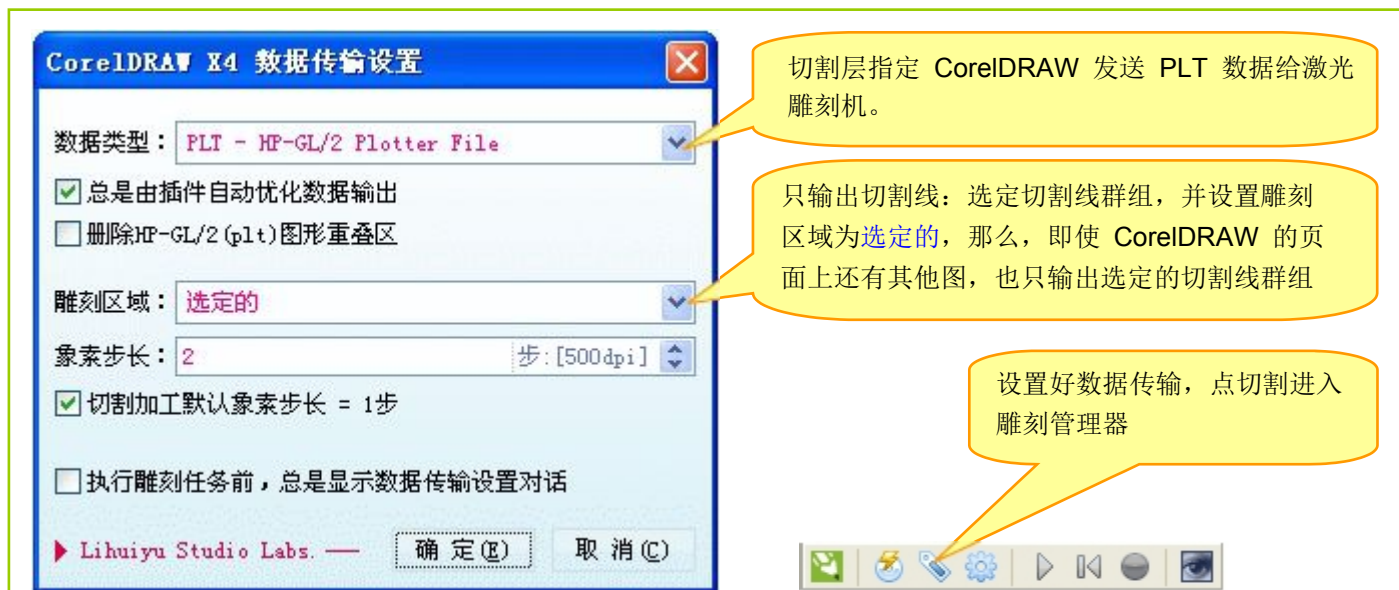 CorelDRAW X4 数据传输设置
数据类型：PLT - HP-GL/2 Plotter File
总是由插件自动优化数据输出
删除HP-GL/2(plt)图形重叠区
雕刻区域：选定的
象素步长：2 步:[500dpi]
切割加工默认象素步长 = 1步
执行雕刻任务前，总是显示数据传输设置对话
Lihuiyu Studio Labs. —— 确 定(E) 取 消(C)
切割层指定 CorelDRAW 发送 PLT 数据给激光
雕刻机。
只输出切割线：选定切割线群组，并设置雕刻
区域为选定的，那么，即使 CorelDRAW 的页
面上还有其他图，也只输出选定的切割线群组
设置好数据传输，点切割进入
雕刻管理器